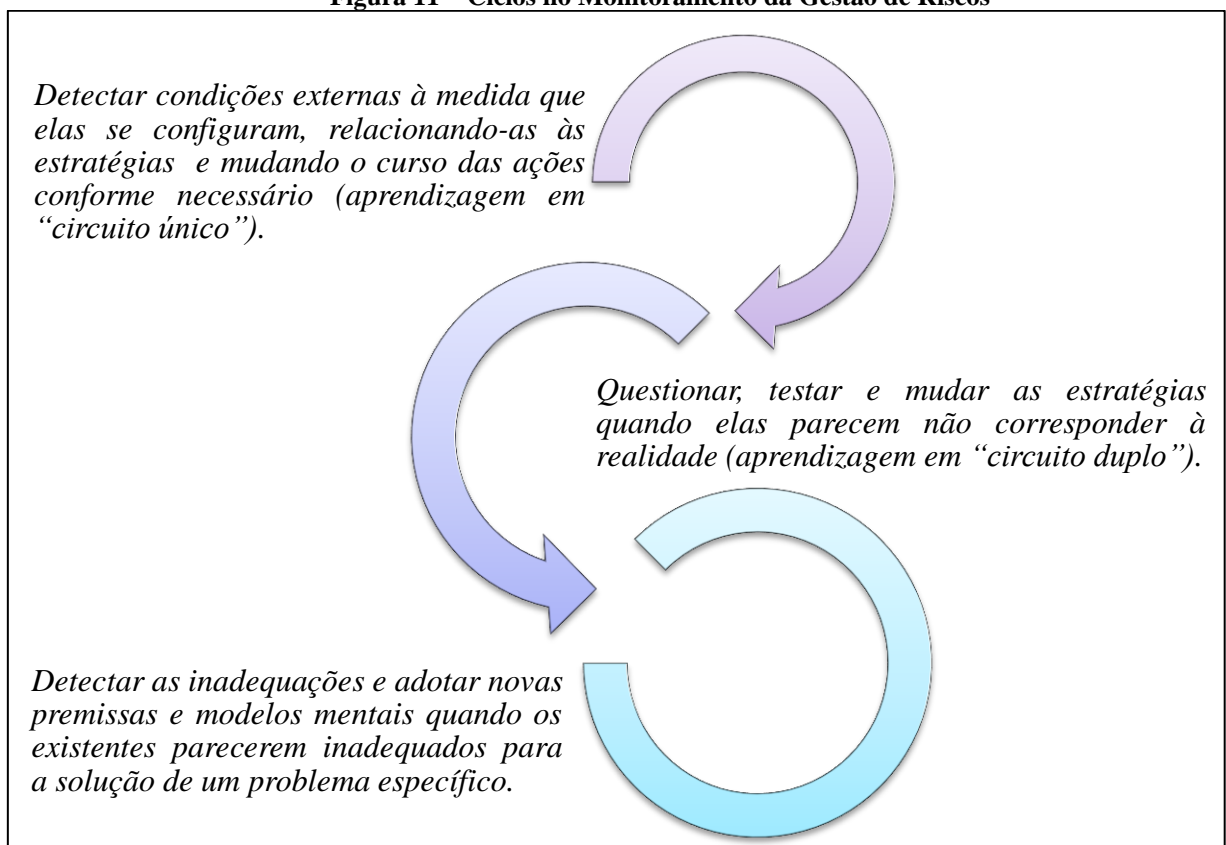 Figura 11 – Ciclos no Monitoramento da Gestão de Riscos
Detectar condições externas à medida que
elas se configuram, relacionando-as às
estratégias e mudando o curso das ações
conforme necessário (aprendizagem em
“circuito único”).
Questionar, testar e mudar as estratégias
quando elas parecem não corresponder à
realidade (aprendizagem em “circuito duplo”).
Detectar as inadequações e adotar novas
premissas e modelos mentais quando os
existentes parecerem inadequados para
a solução de um problema específico.